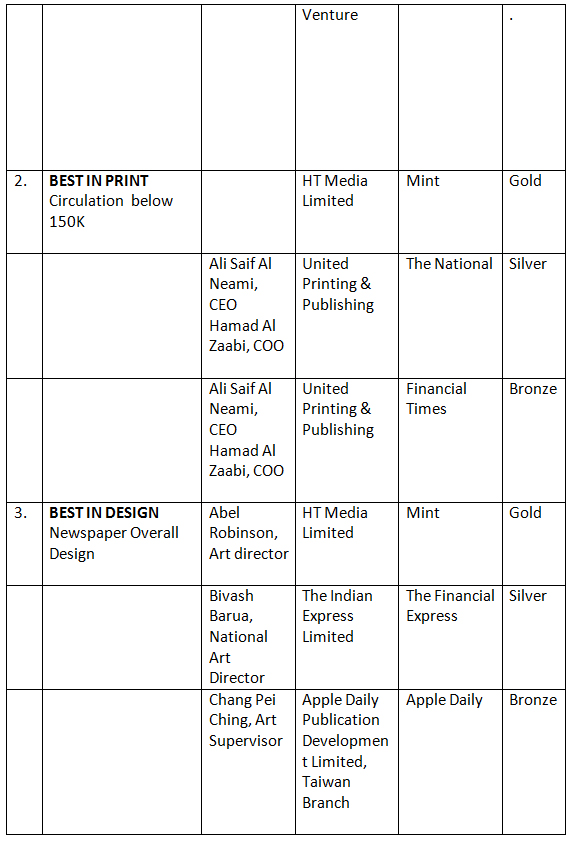 Venture
.
2.
BEST IN PRINT
Circulation below
150K
HT Media
Limited
Mint
Gold
Ali Saif Al
Neami,
CEO
Hamad Al
Zaabi, COO
United
Printing &
Publishing
The National
Silver
Ali Saif Al
Neami,
CEO
Hamad Al
Zaabi, COO
United
Printing &
Publishing
Financial
Times
Bronze
3.
BEST IN DESIGN
Newspaper Overall
Design
Abel
Robinson,
Art director
HT Media
Limited
Mint
Gold
Bivash
Barua,
National
Art
Director
The Indian
Express
Limited
The Financial
Express
Silver
Chang Pei
Ching, Art
Supervisor
Apple Daily
Publication
Developmen
t Limited,
Taiwan
Branch
Apple Daily
Bronze